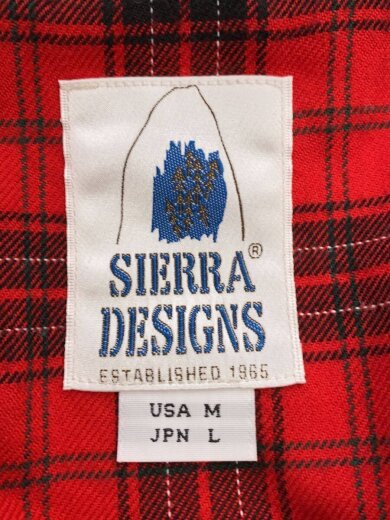 SIERRA®
DESIGNS
ESTABLISHED 1965
USA M
JPN L